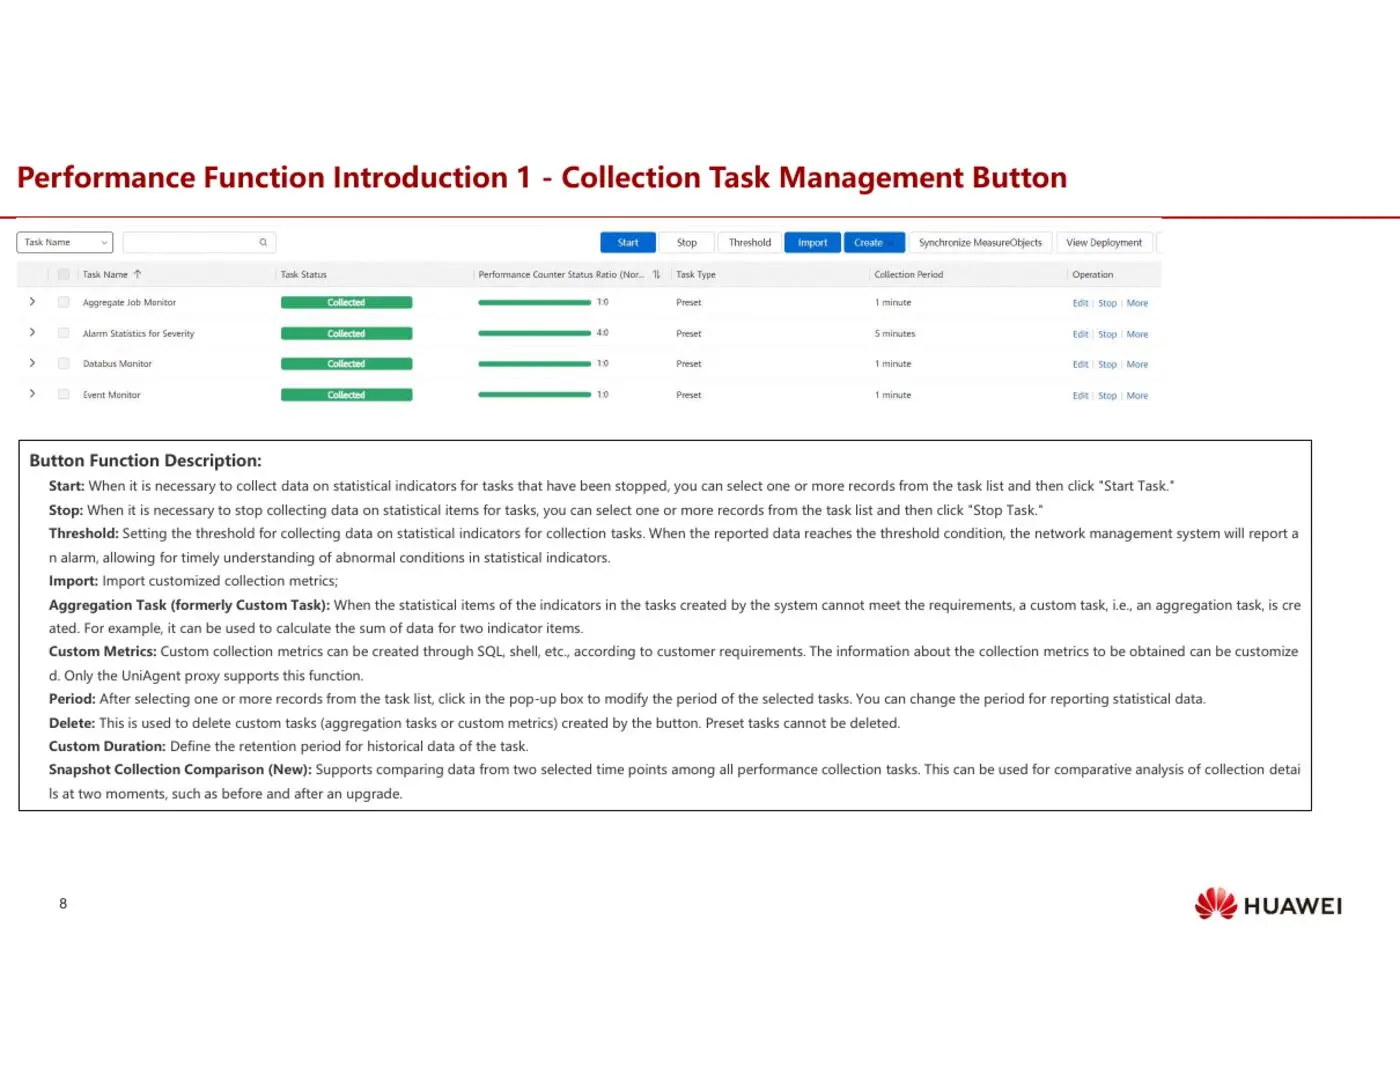 Performance Function Introduction 1 - Collection Task Management Button
Task Name
Start Stop Threshold Import Create Synchronize MeasureObjects View Deployment
Task Name Task Status Performance Counter Status Ratio (Nor... Task Type Collection Period Operation
Aggregate Job Monitor Collected 1:0 Preset 1 minute Edit | Stop | More
Alarm Statistics for Severity Collected 4:0 Preset 5 minutes Edit | Stop | More
Databus Monitor Collected 1:0 Preset 1 minute Edit | Stop | More
Event Monitor Collected 1:0 Preset 1 minute Edit | Stop | More
Button Function Description:
Start: When it is necessary to collect data on statistical indicators for tasks that have been stopped, you can select one or more records from the task list and then click "Start Task."
Stop: When it is necessary to stop collecting data on statistical items for tasks, you can select one or more records from the task list and then click "Stop Task."
Threshold: Setting the threshold for collecting data on statistical indicators for collection tasks. When the reported data reaches the threshold condition, the network management system will report a
n alarm, allowing for timely understanding of abnormal conditions in statistical indicators.
Import: Import customized collection metrics;
Aggregation Task (formerly Custom Task): When the statistical items of the indicators in the tasks created by the system cannot meet the requirements, a custom task, i.e., an aggregation task, is cre
ated. For example, it can be used to calculate the sum of data for two indicator items.
Custom Metrics: Custom collection metrics can be created through SQL, shell, etc., according to customer requirements. The information about the collection metrics to be obtained can be customize
d. Only the UniAgent proxy supports this function.
Period: After selecting one or more records from the task list, click in the pop-up box to modify the period of the selected tasks. You can change the period for reporting statistical data.
Delete: This is used to delete custom tasks (aggregation tasks or custom metrics) created by the button. Preset tasks cannot be deleted.
Custom Duration: Define the retention period for historical data of the task.
Snapshot Collection Comparison (New): Supports comparing data from two selected time points among all performance collection tasks. This can be used for comparative analysis of collection detai
ls at two moments, such as before and after an upgrade.
8
HUAWEI